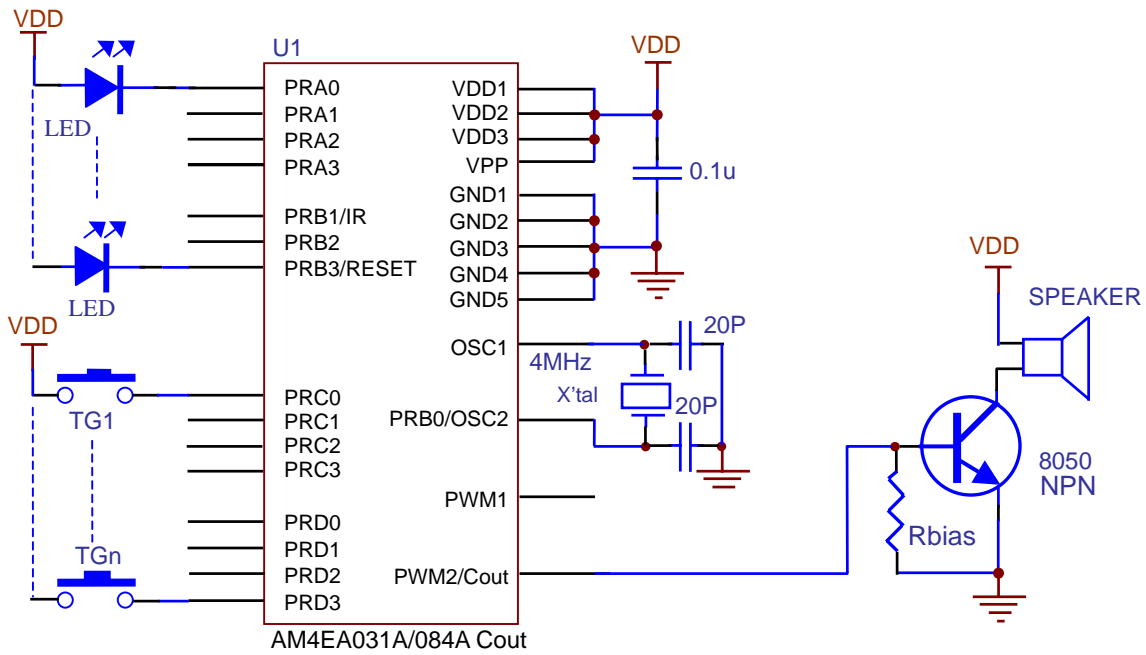 VDD
LED
LED
VDD
TG1
TGn
U1
PRA0
PRA1
PRA2
PRA3
PRB1/IR
PRB2
PRB3/RESET
PRC0
PRC1
PRC2
PRC3
PRD0
PRD1
PRD2
PRD3
VDD1
VDD2
VDD3
VPP
GND1
GND2
GND3
GND4
GND5
OSC1
PRB0/OSC2
PWM1
PWM2/Cout
AM4EA031A/084A Cout
VDD
0.1u
4MHz
X'tal
20P
20P
VDD
SPEAKER
8050
NPN
Rbias